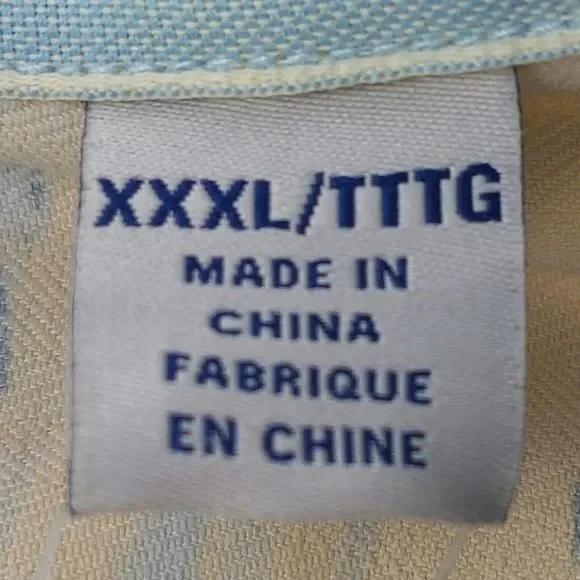 XXXL/TTTG
MADE IN
CHINA
FABRIQUE
EN CHINE